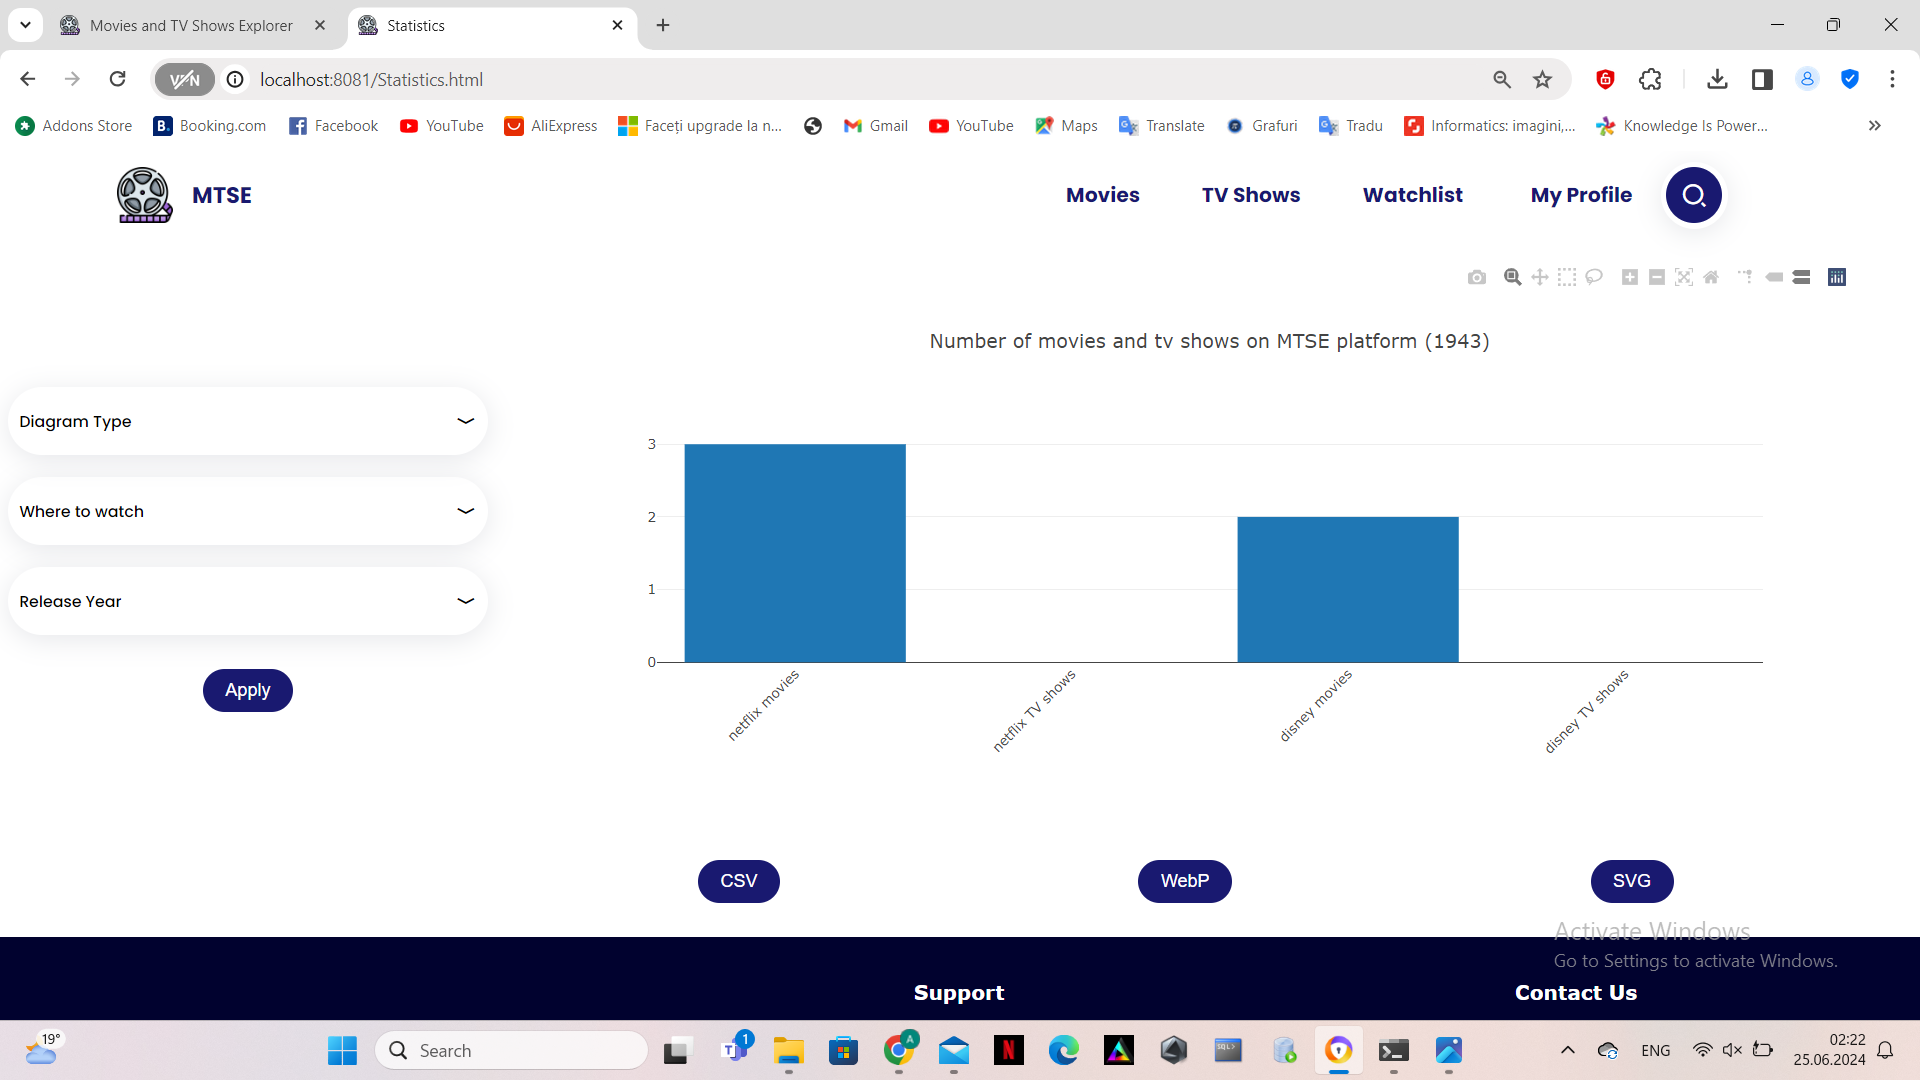 Movies and TV Shows Explorer
Statistics
VPN
localhost:8081/Statistics.html
Addons Store
B. Booking.com
Facebook
YouTube
AliExpress
Faceți upgrade la n...
Gmail
YouTube
Maps
Translate
Grafuri
Tradu
Informatics: imagini,...
Knowledge Is Power...
MTSE
Movies
TV Shows
Watchlist
My Profile
Number of movies and tv shows on MTSE platform (1943)
Diagram Type
Where to watch
Release Year
Apply
3
2
1
0
netflix movies
netflix TV shows
disney movies
disney TV shows
CSV
WebP
SVG
Activate Windows
Go to Settings to activate Windows.
Support
Contact Us
19°
Search
1
A
N
SQL>
ENG
02:22
25.06.2024